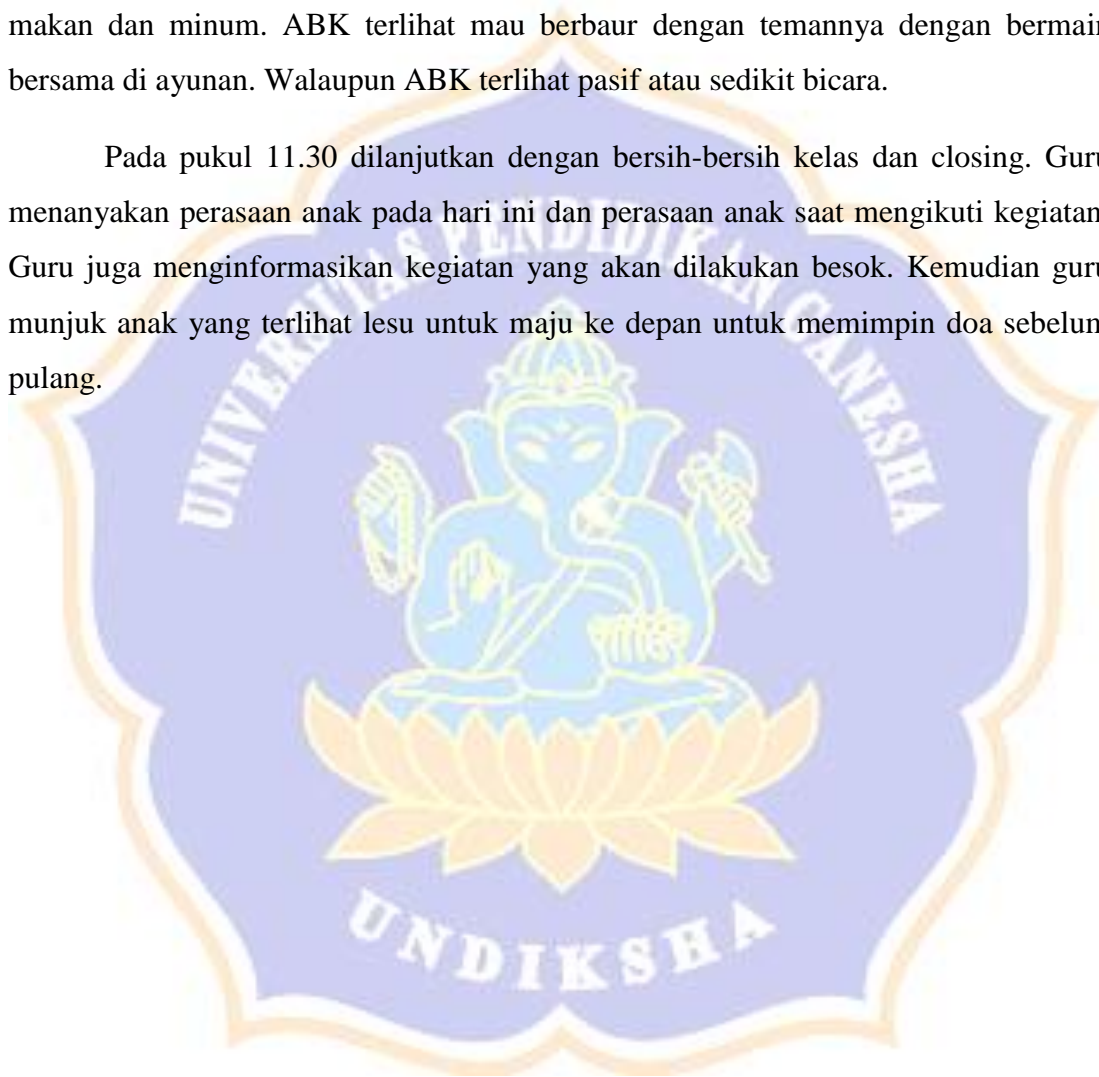 makan dan minum. ABK terlihat mau berbaur dengan temannya dengan bermain
bersama di ayunan. Walaupun ABK terlihat pasif atau sedikit bicara.
Pada pukul 11.30 dilanjutkan dengan bersih-bersih kelas dan closing. Guru
menanyakan perasaan anak pada hari ini dan perasaan anak saat mengikuti kegiatan
Guru juga menginformasikan kegiatan yang akan dilakukan besok. Kemudian guru
munjuk anak yang terlihat lesu untuk maju ke depan untuk memimpin doa sebelum
pulang.
UNIVERSITAS PENDIDIKAN GANESHA
UNDIKSHA